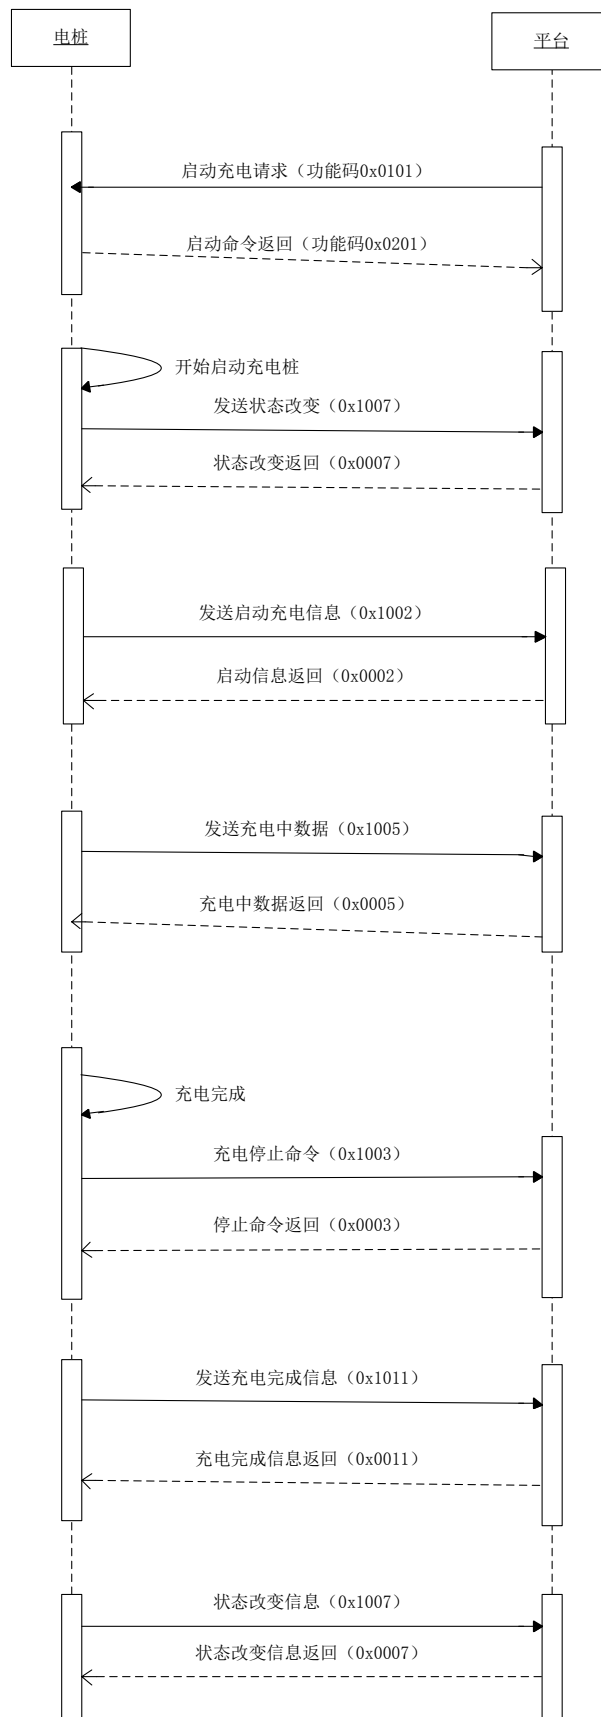 电桩
平台
启动充电请求（功能码0x0101）
启动命令返回（功能码0x0201）
开始启动充电桩
发送状态改变（0x1007）
状态改变返回（0x0007）
发送启动充电信息（0x1002）
启动信息返回（0x0002）
发送充电中数据（0x1005）
充电中数据返回（0x0005）
充电完成
充电停止命令（0x1003）
停止命令返回（0x0003）
发送充电完成信息（0x1011）
充电完成信息返回（0x0011）
状态改变信息（0x1007）
状态改变信息返回（0x0007）